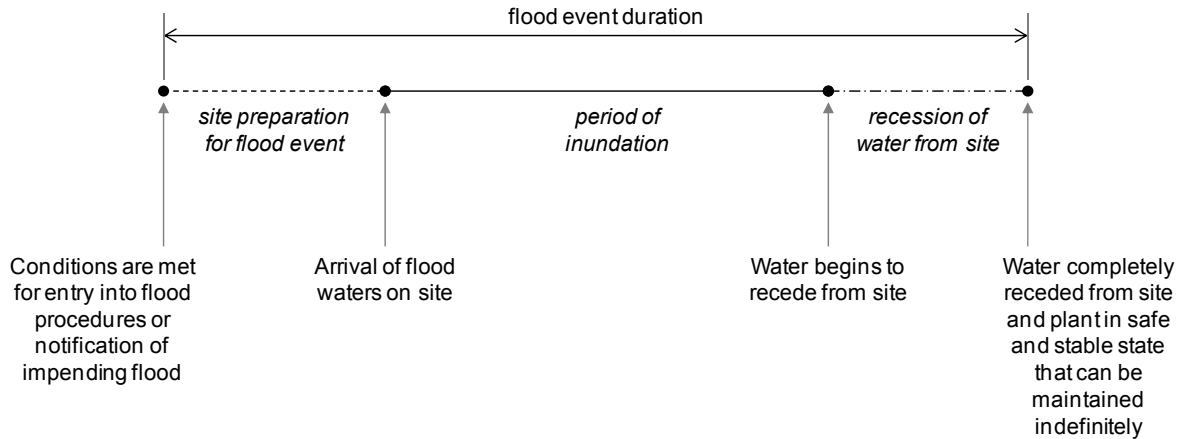 flood event duration
site preparation
for flood event
period of
inundation
recession of
water from site
Conditions are met
for entry into flood
procedures or
notification of
impending flood
Arrival of flood
waters on site
Water begins to
recede from site
Water completely
receded from site
and plant in safe
and stable state
that can be
maintained
indefinitely